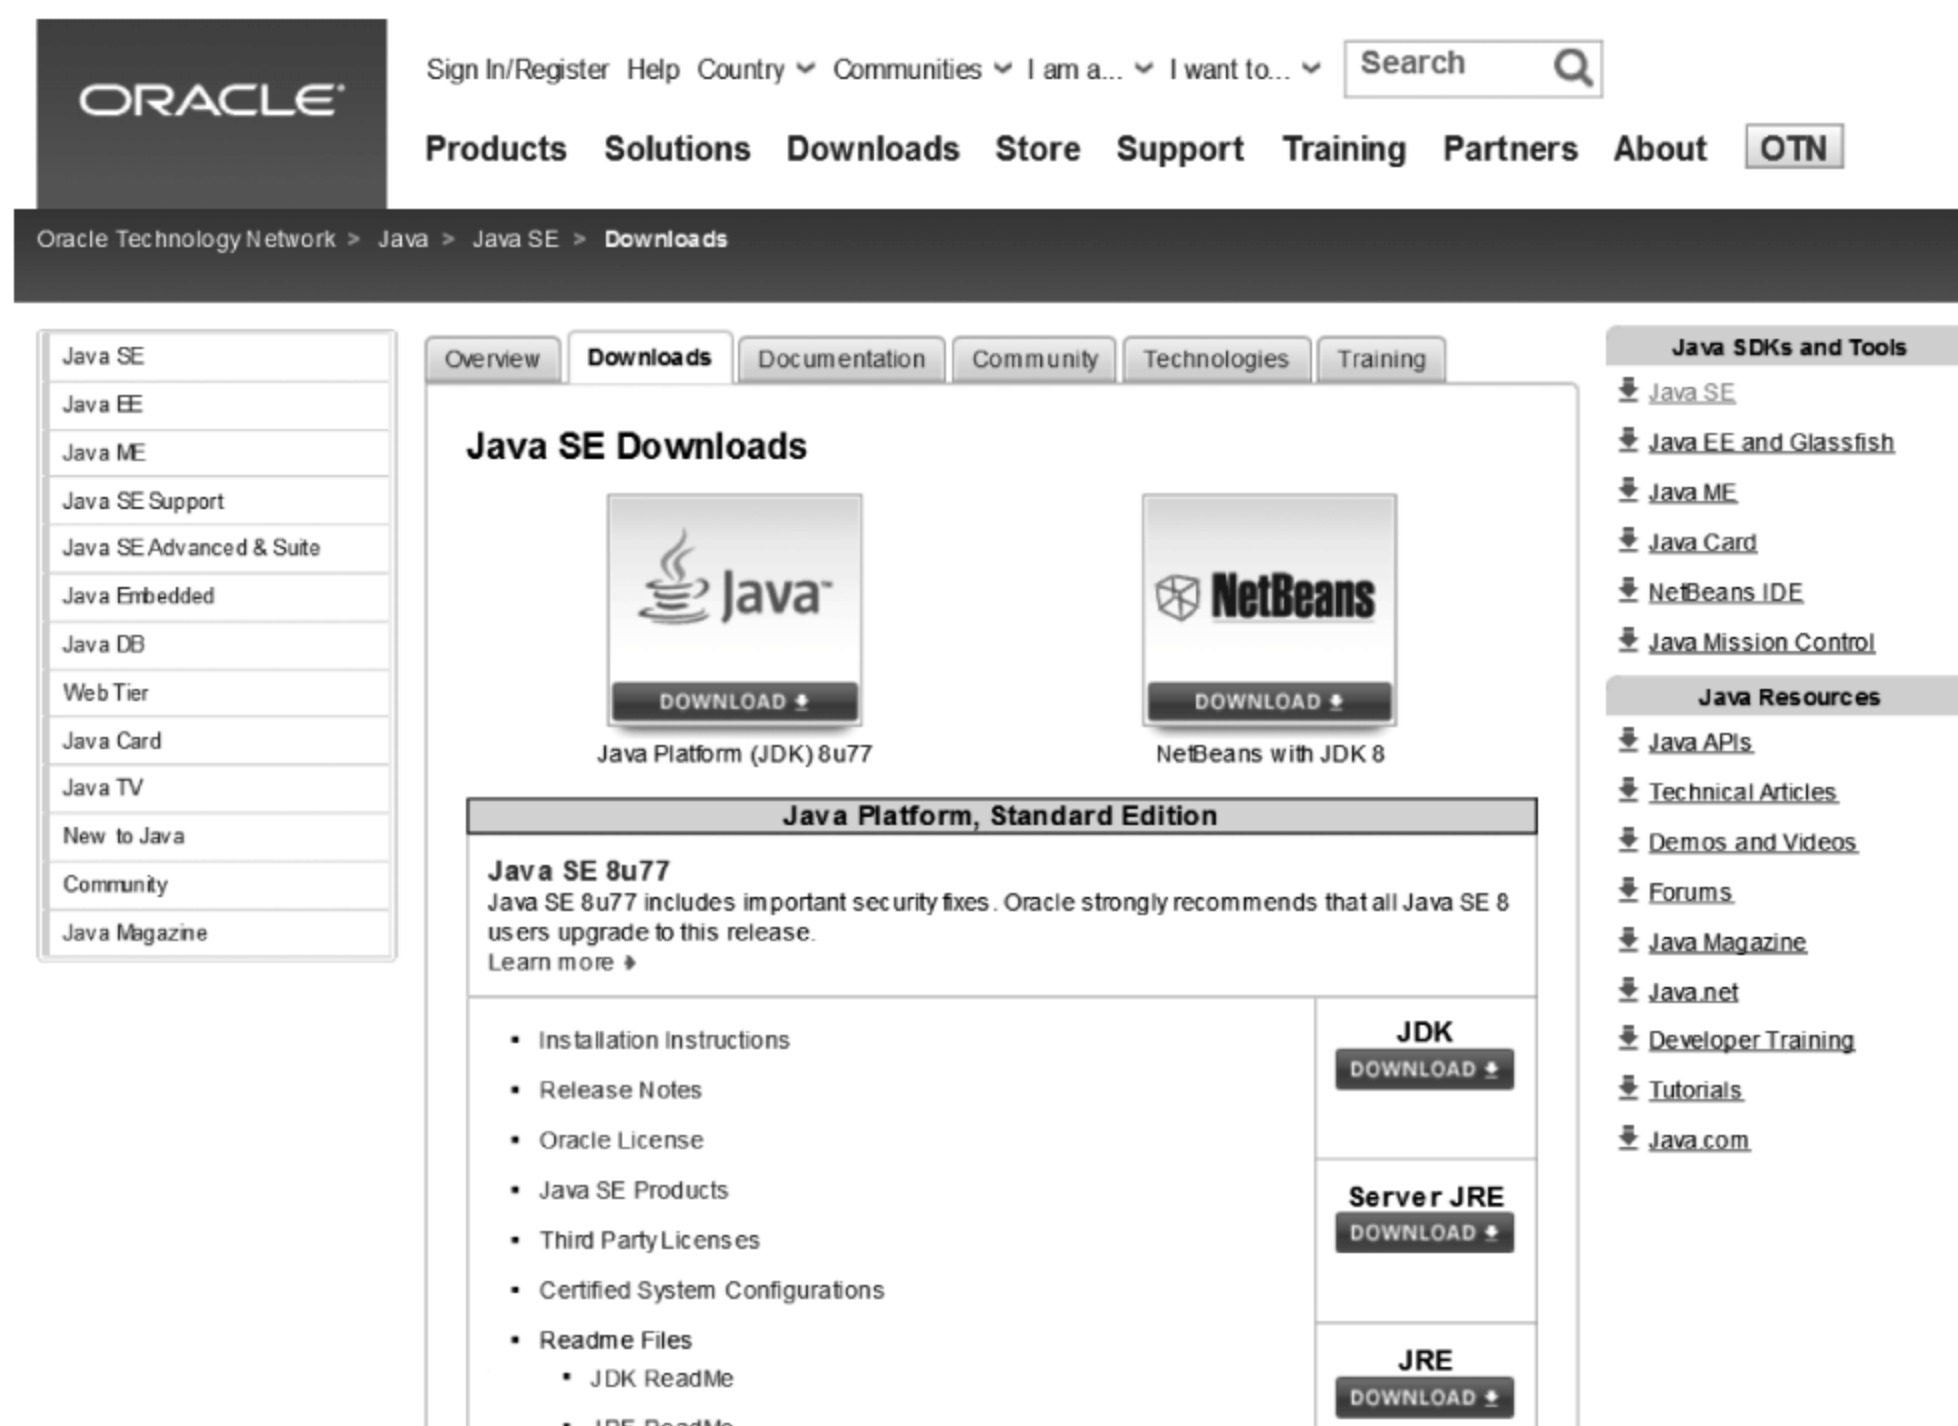 ORACLE
Sign In/Register Help Country Communities I am a... I want to... Search
Products Solutions Downloads Store Support Training Partners About OTN
Oracle Technology Network > Java > Java SE > Downloads
Java SE
Java EE
Java ME
Java SE Support
Java SE Advanced & Suite
Java Embedded
Java DB
Web Tier
Java Card
Java TV
New to Java
Community
Java Magazine
Overview Downloads Documentation Community Technologies Training
Java SE Downloads
Java™
DOWNLOAD
Java Platform (JDK) 8u77
NetBeans
DOWNLOAD
NetBeans with JDK 8
Java Platform, Standard Edition
Java SE 8u77
Java SE 8u77 includes important security fixes. Oracle strongly recommends that all Java SE 8
users upgrade to this release.
Learn more
▪ Installation Instructions
▪ Release Notes
▪ Oracle License
▪ Java SE Products
▪ Third Party Licenses
▪ Certified System Configurations
▪ Readme Files
▪ JDK ReadMe
▪ JRE ReadMe
JDK
DOWNLOAD
Server JRE
DOWNLOAD
JRE
DOWNLOAD
Java SDKs and Tools
Java SE
Java EE and Glassfish
Java ME
Java Card
NetBeans IDE
Java Mission Control
Java Resources
Java APIs
Technical Articles
Demos and Videos
Forums
Java Magazine
Java.net
Developer Training
Tutorials
Java.com